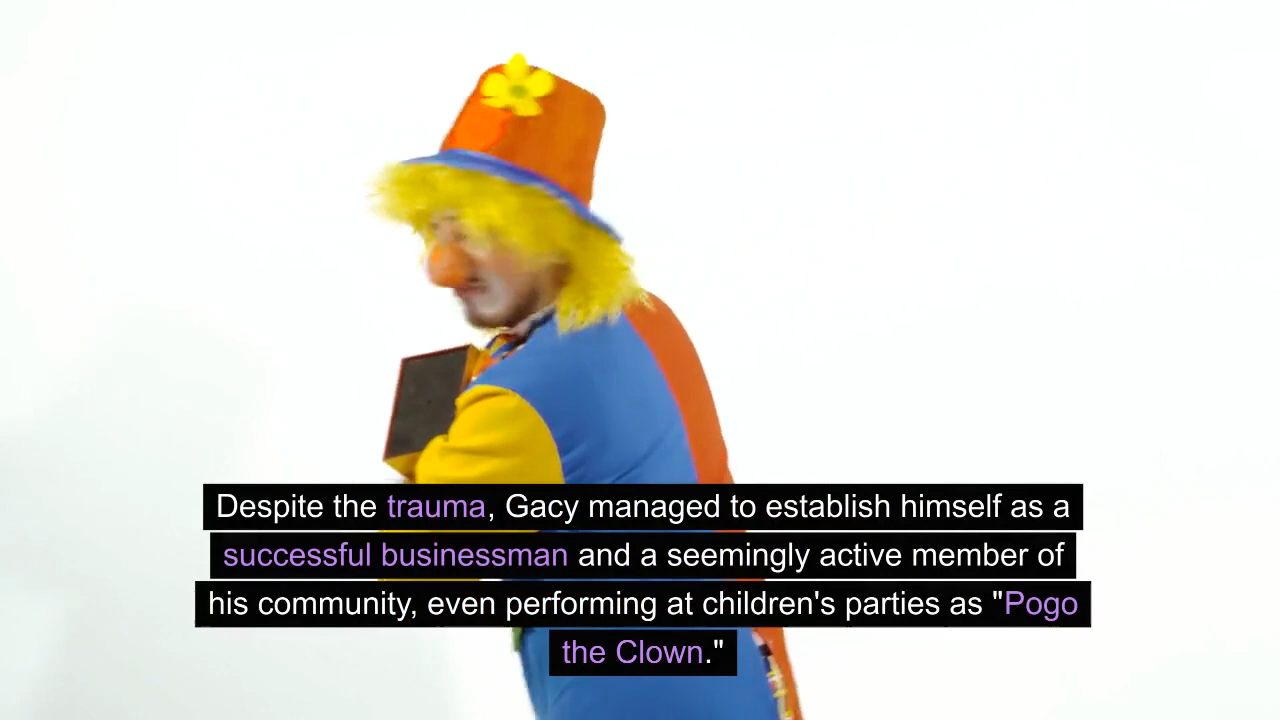 Despite the trauma, Gacy managed to establish himself as a
successful businessman and a seemingly active member of
his community, even performing at children's parties as "Pogo
the Clown."